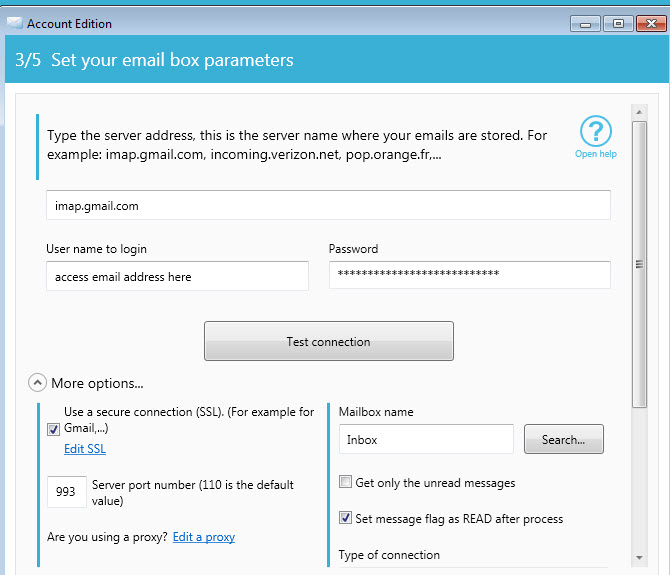 Account Edition
3/5 Set your email box parameters
Type the server address, this is the server name where your emails are stored. For
example: imap.gmail.com, incoming.verizon.net, pop.orange.fr,...
?
Open help
imap.gmail.com
User name to login
Password
access email address here
***************************
Test connection
More options...
Use a secure connection (SSL). (For example for
Gmail,...)
Edit SSL
993
Server port number (110 is the default
value)
Are you using a proxy? Edit a proxy
Mailbox name
Inbox
Search...
Get only the unread messages
Set message flag as READ after process
Type of connection